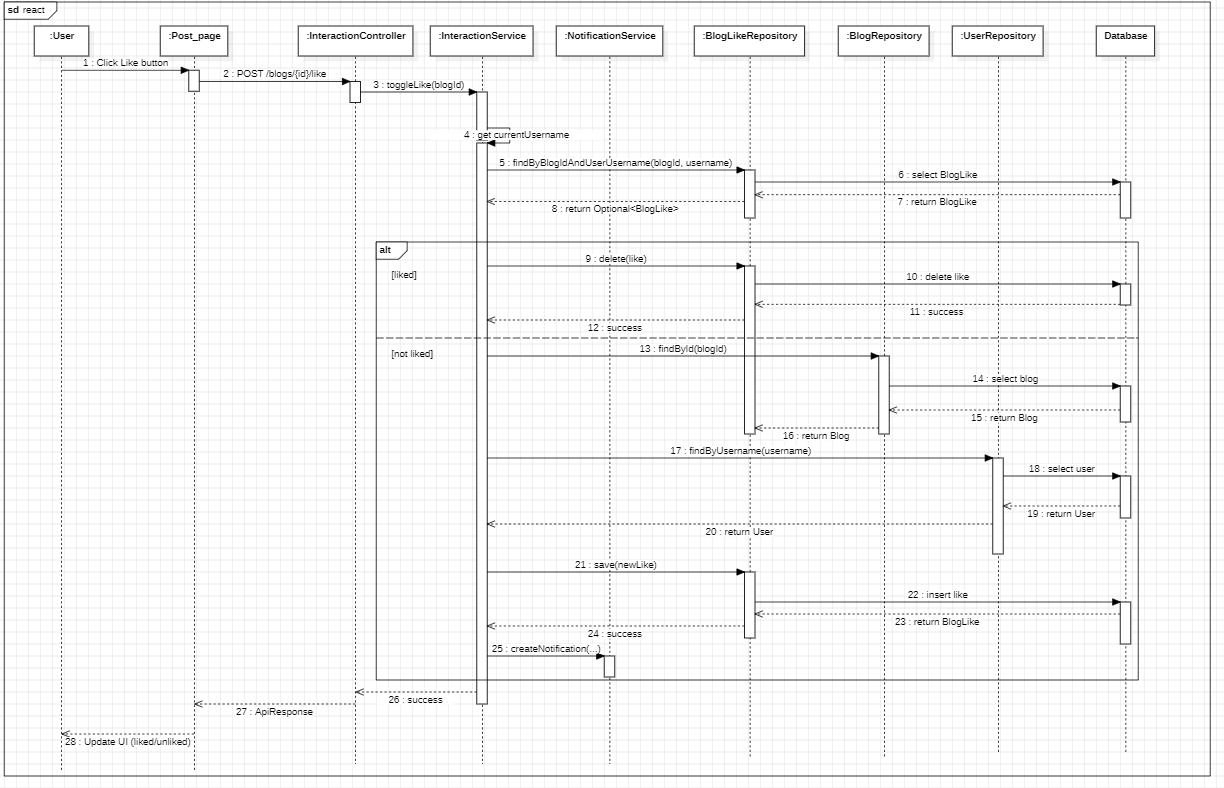 sd react
:User
:Post_page
:InteractionController
:InteractionService
:NotificationService
:BlogLikeRepository
:BlogRepository
:UserRepository
Database
1 : Click Like button
2 : POST /blogs/{id}/like
3 : toggleLike(blogId)
4 : get currentUsername
5 : findByBlogIdAndUserUsername(blogId, username)
6 : select BlogLike
7 : return BlogLike
8 : return Optional<BlogLike>
alt
9 : delete(like)
[liked]
10 : delete like
11 : success
12 : success
[not liked]
13 : findById(blogId)
14 : select blog
15 : return Blog
16 : return Blog
17 : findByUsername(username)
18 : select user
19 : return User
20 : return User
21 : save(newLike)
22 : insert like
23 : return BlogLike
24 : success
25 : createNotification(...)
26 : success
27 : ApiResponse
28 : Update UI (liked/unliked)